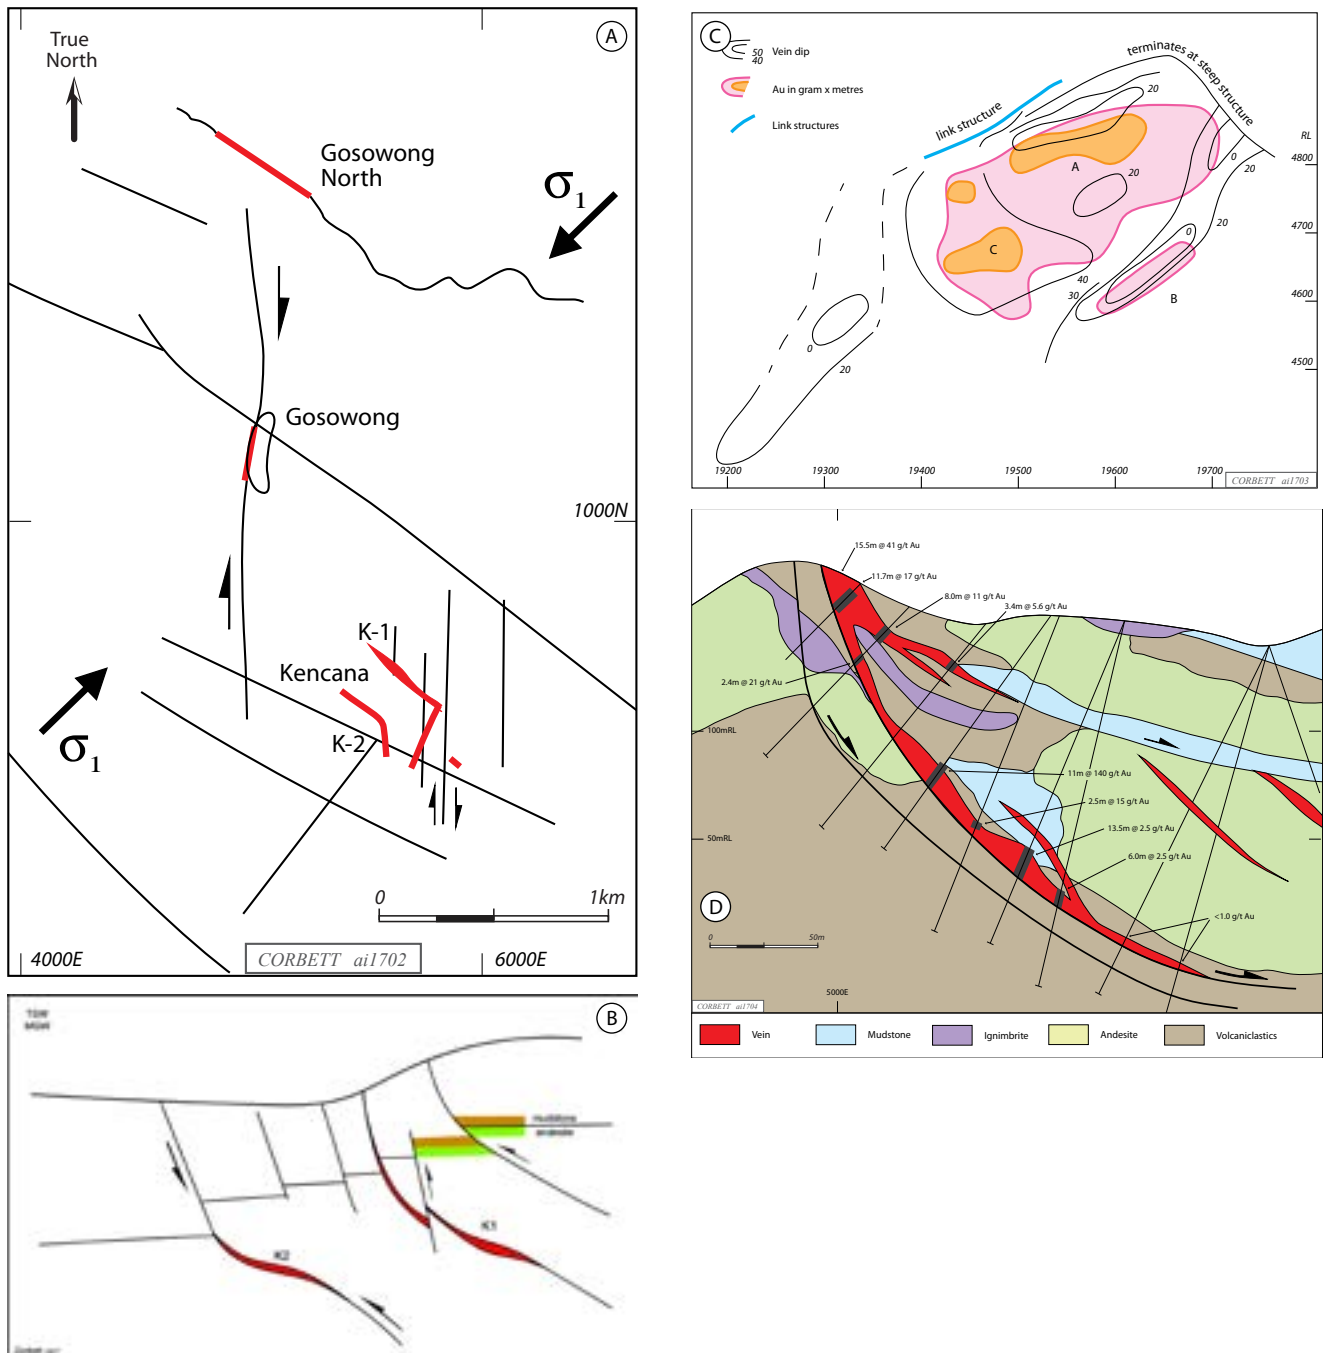 A
True
North
Gosowong
North
σ1
Gosowong
1000N
K-1
Kencana
K-2
σ1
0
1km
4000E
CORBETT ai1702
6000E
B
mudstone
andesite
K1
K2
C
50
40
Vein dip
Au in gram x metres
Link structures
link structure
terminates at steep structure
20
RL
4800
A
20
0
20
4700
0
20
C
40
30
B
4600
0
20
4500
19200
19300
19400
19500
19600
19700
CORBETT ai1703
15.5m @ 41 g/t Au
11.7m @ 17 g/t Au
8.0m @ 11 g/t Au
3.4m @ 5.6 g/t Au
2.4m @ 21 g/t Au
100mRL
11m @ 140 g/t Au
2.5m @ 15 g/t Au
50mRL
13.5m @ 2.5 g/t Au
6.0m @ 2.5 g/t Au
D
<1.0 g/t Au
0
50m
5000E
CORBETT ai1704
Vein
Mudstone
Ignimbrite
Andesite
Volcaniclastics